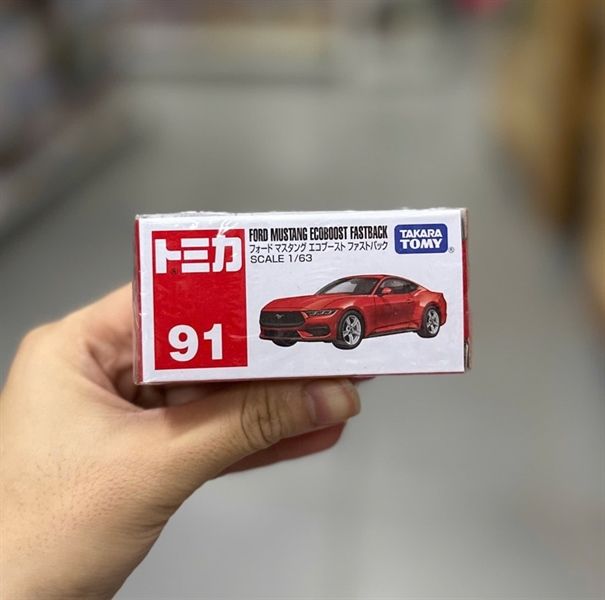 トミカ
91
FORD MUSTANG ECOBOOST FASTBACK
フォード マスタング エコブースト ファストバック
SCALE 1/63
TAKARA
TOMY